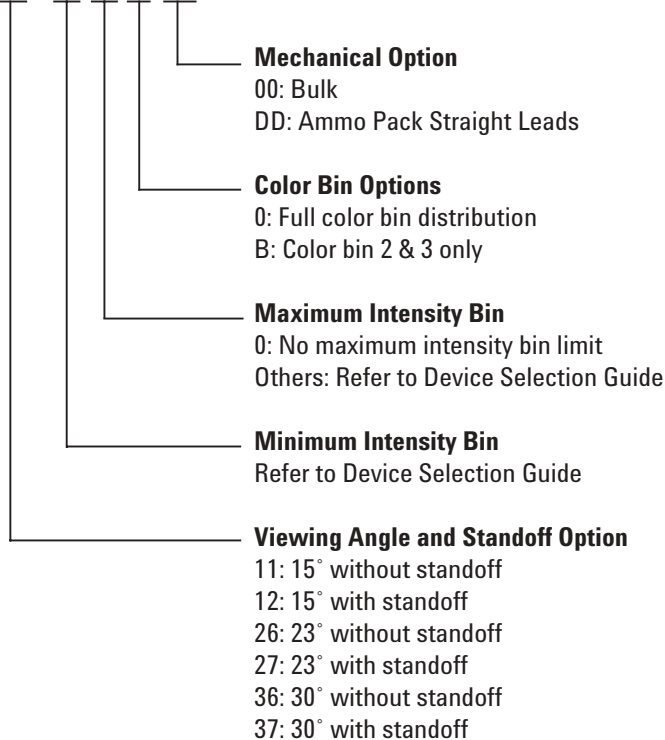 Mechanical Option
00: Bulk
DD: Ammo Pack Straight Leads
Color Bin Options
0: Full color bin distribution
B: Color bin 2 & 3 only
Maximum Intensity Bin
0: No maximum intensity bin limit
Others: Refer to Device Selection Guide
Minimum Intensity Bin
Refer to Device Selection Guide
Viewing Angle and Standoff Option
11: 15˚ without standoff
12: 15˚ with standoff
26: 23˚ without standoff
27: 23˚ with standoff
36: 30˚ without standoff
37: 30˚ with standoff